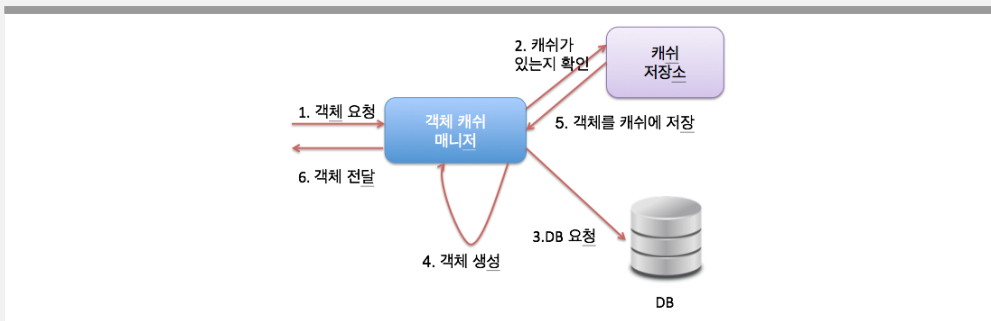 2. 캐쉬가
있는지 확인
캐쉬
저장소
1. 객체 요청
객체 캐쉬
매니저
5. 객체를 캐쉬에 저장
6. 객체 전달
3.DB 요청
4. 객체 생성
DB